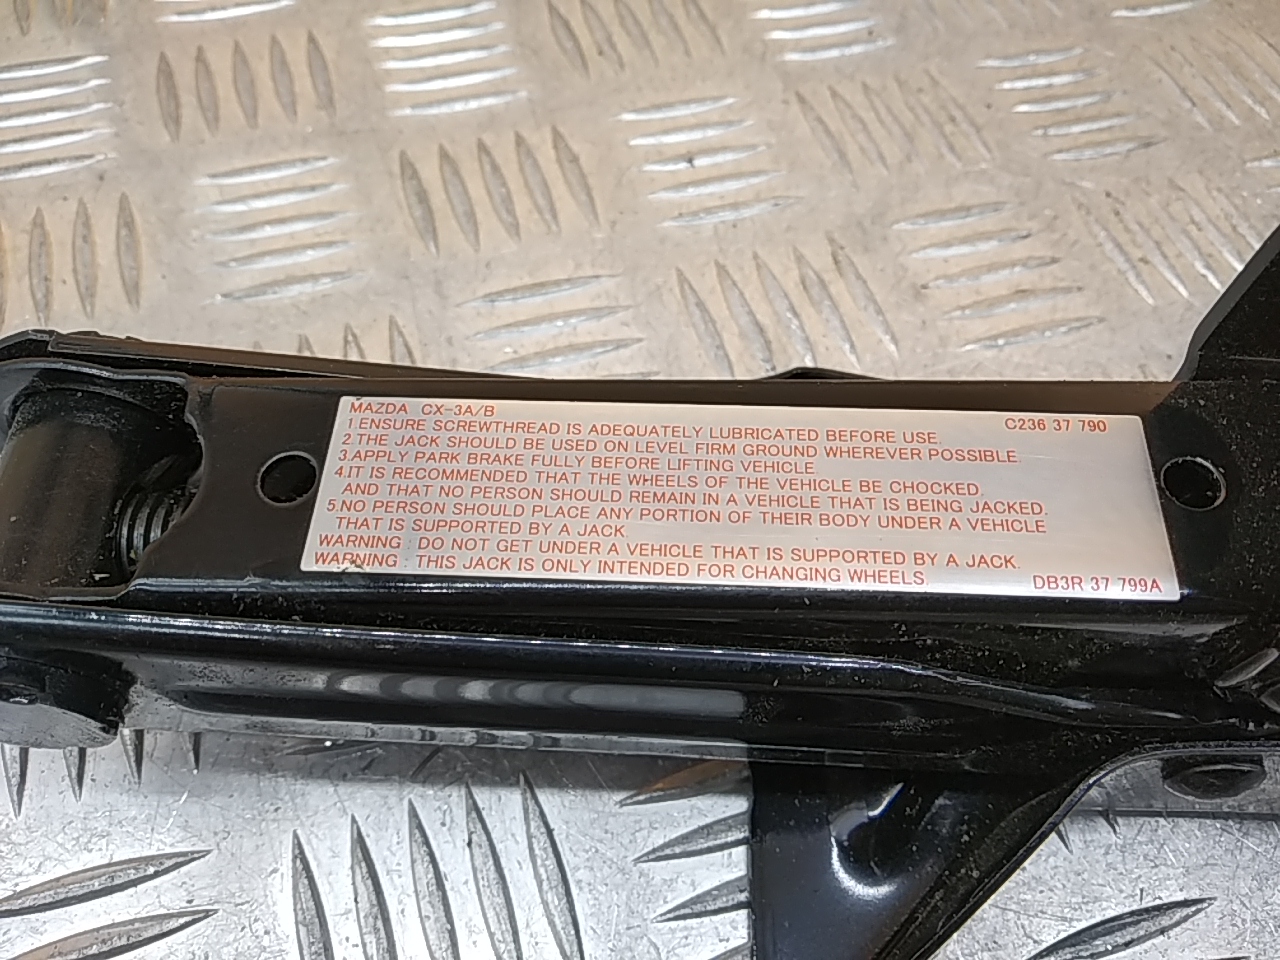 MAZDA CX-3A/B C236 37 790
1.ENSURE SCREWTHREAD IS ADEQUATELY LUBRICATED BEFORE USE.
2.THE JACK SHOULD BE USED ON LEVEL FIRM GROUND WHEREVER POSSIBLE.
3.APPLY PARK BRAKE FULLY BEFORE LIFTING VEHICLE.
4.IT IS RECOMMENDED THAT THE WHEELS OF THE VEHICLE BE CHOCKED,
AND THAT NO PERSON SHOULD REMAIN IN A VEHICLE THAT IS BEING JACKED.
5.NO PERSON SHOULD PLACE ANY PORTION OF THEIR BODY UNDER A VEHICLE
THAT IS SUPPORTED BY A JACK.
WARNING : DO NOT GET UNDER A VEHICLE THAT IS SUPPORTED BY A JACK.
WARNING : THIS JACK IS ONLY INTENDED FOR CHANGING WHEELS. DB3R 37 799A